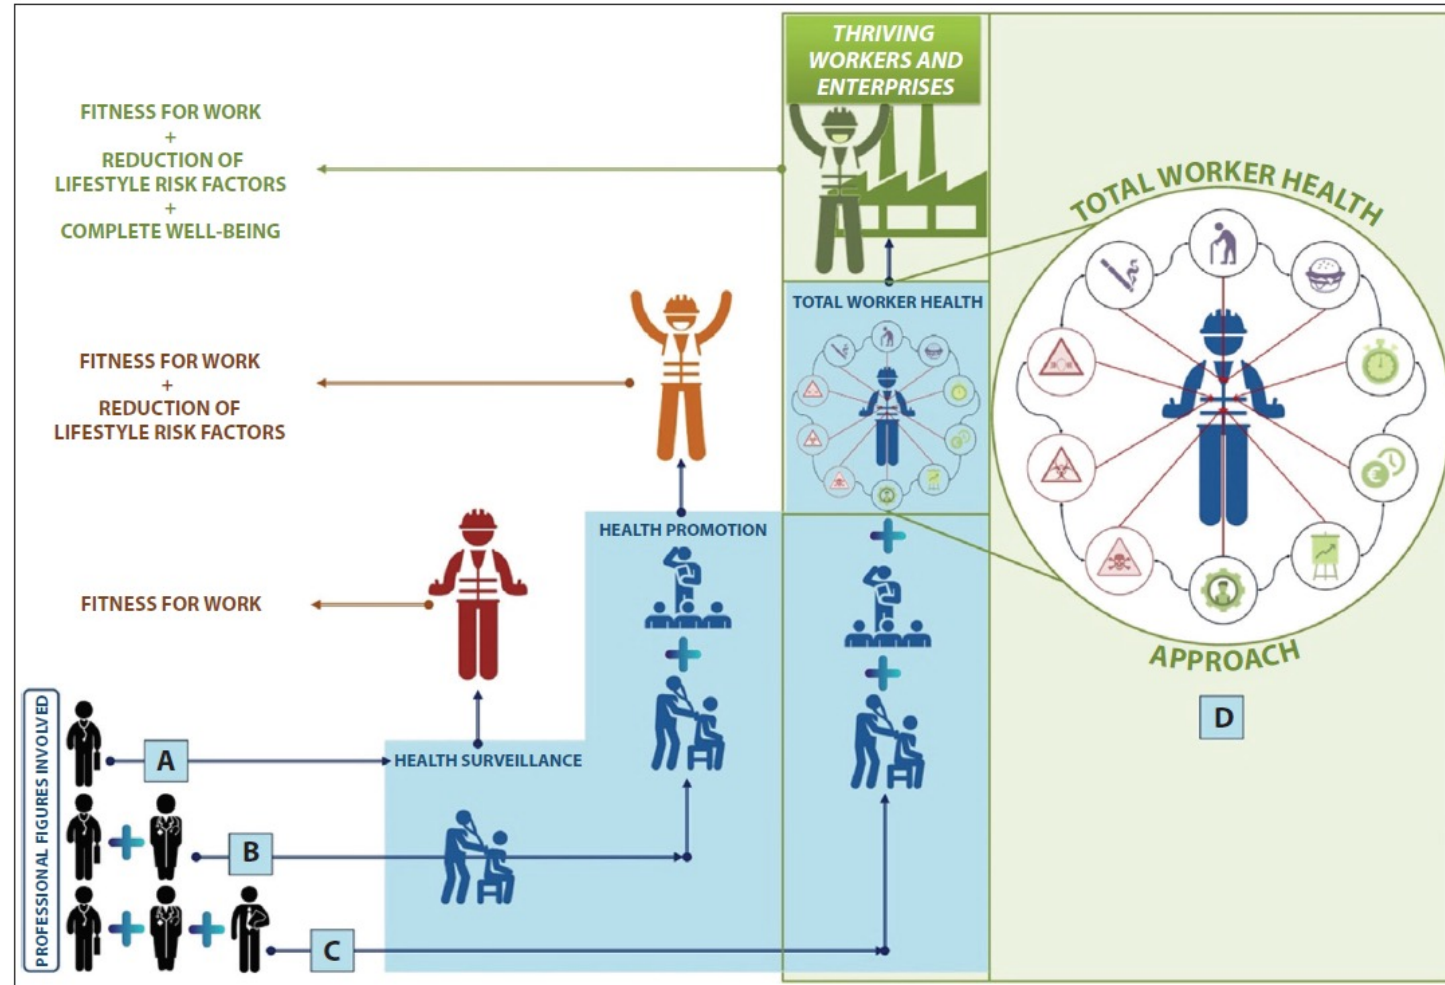 THRIVING
WORKERS AND
ENTERPRISES
FITNESS FOR WORK
+
REDUCTION OF
LIFESTYLE RISK FACTORS
+
COMPLETE WELL-BEING
TOTAL WORKER HEALTH
APPROACH
TOTAL WORKER HEALTH
FITNESS FOR WORK
+
REDUCTION OF
LIFESTYLE RISK FACTORS
HEALTH PROMOTION
FITNESS FOR WORK
D
PROFESSIONAL FIGURES INVOLVED
A
HEALTH SURVEILLANCE
B
C